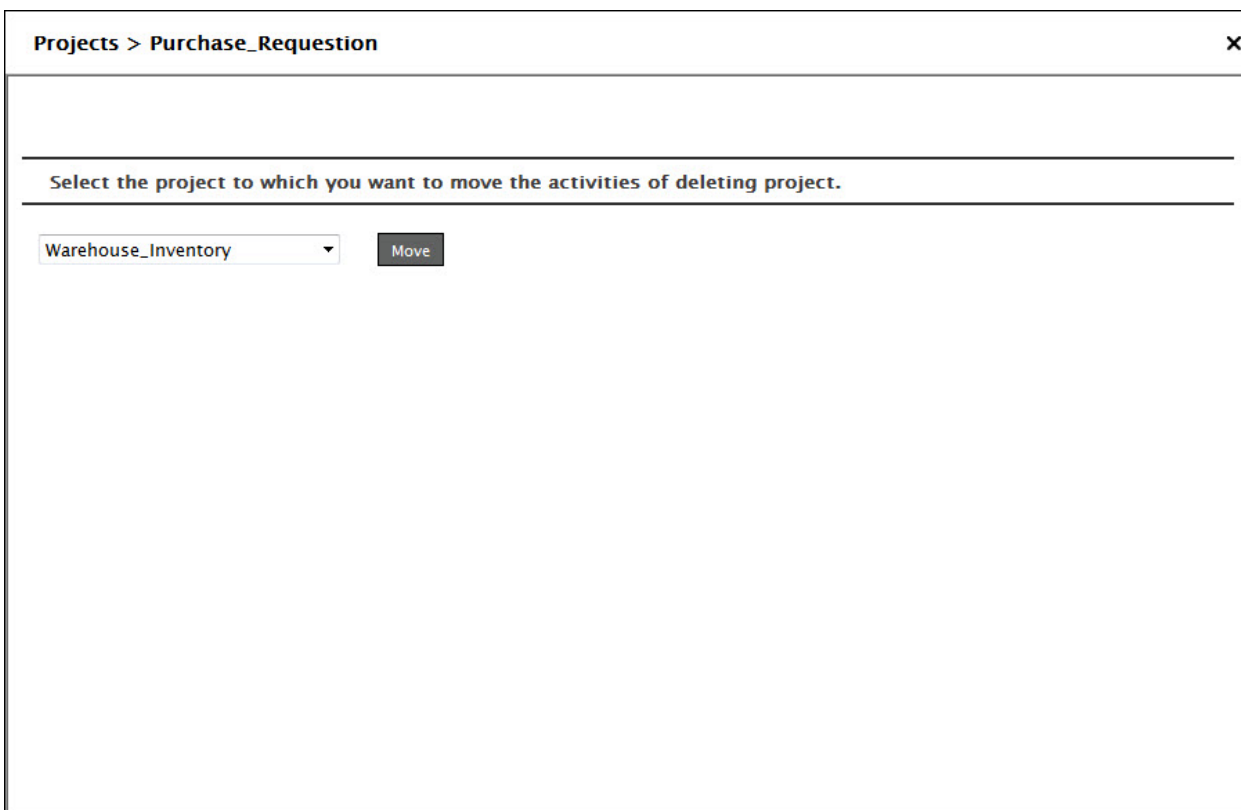 Projects > Purchase_Requestion
Select the project to which you want to move the activities of deleting project.
Warehouse_Inventory
Move